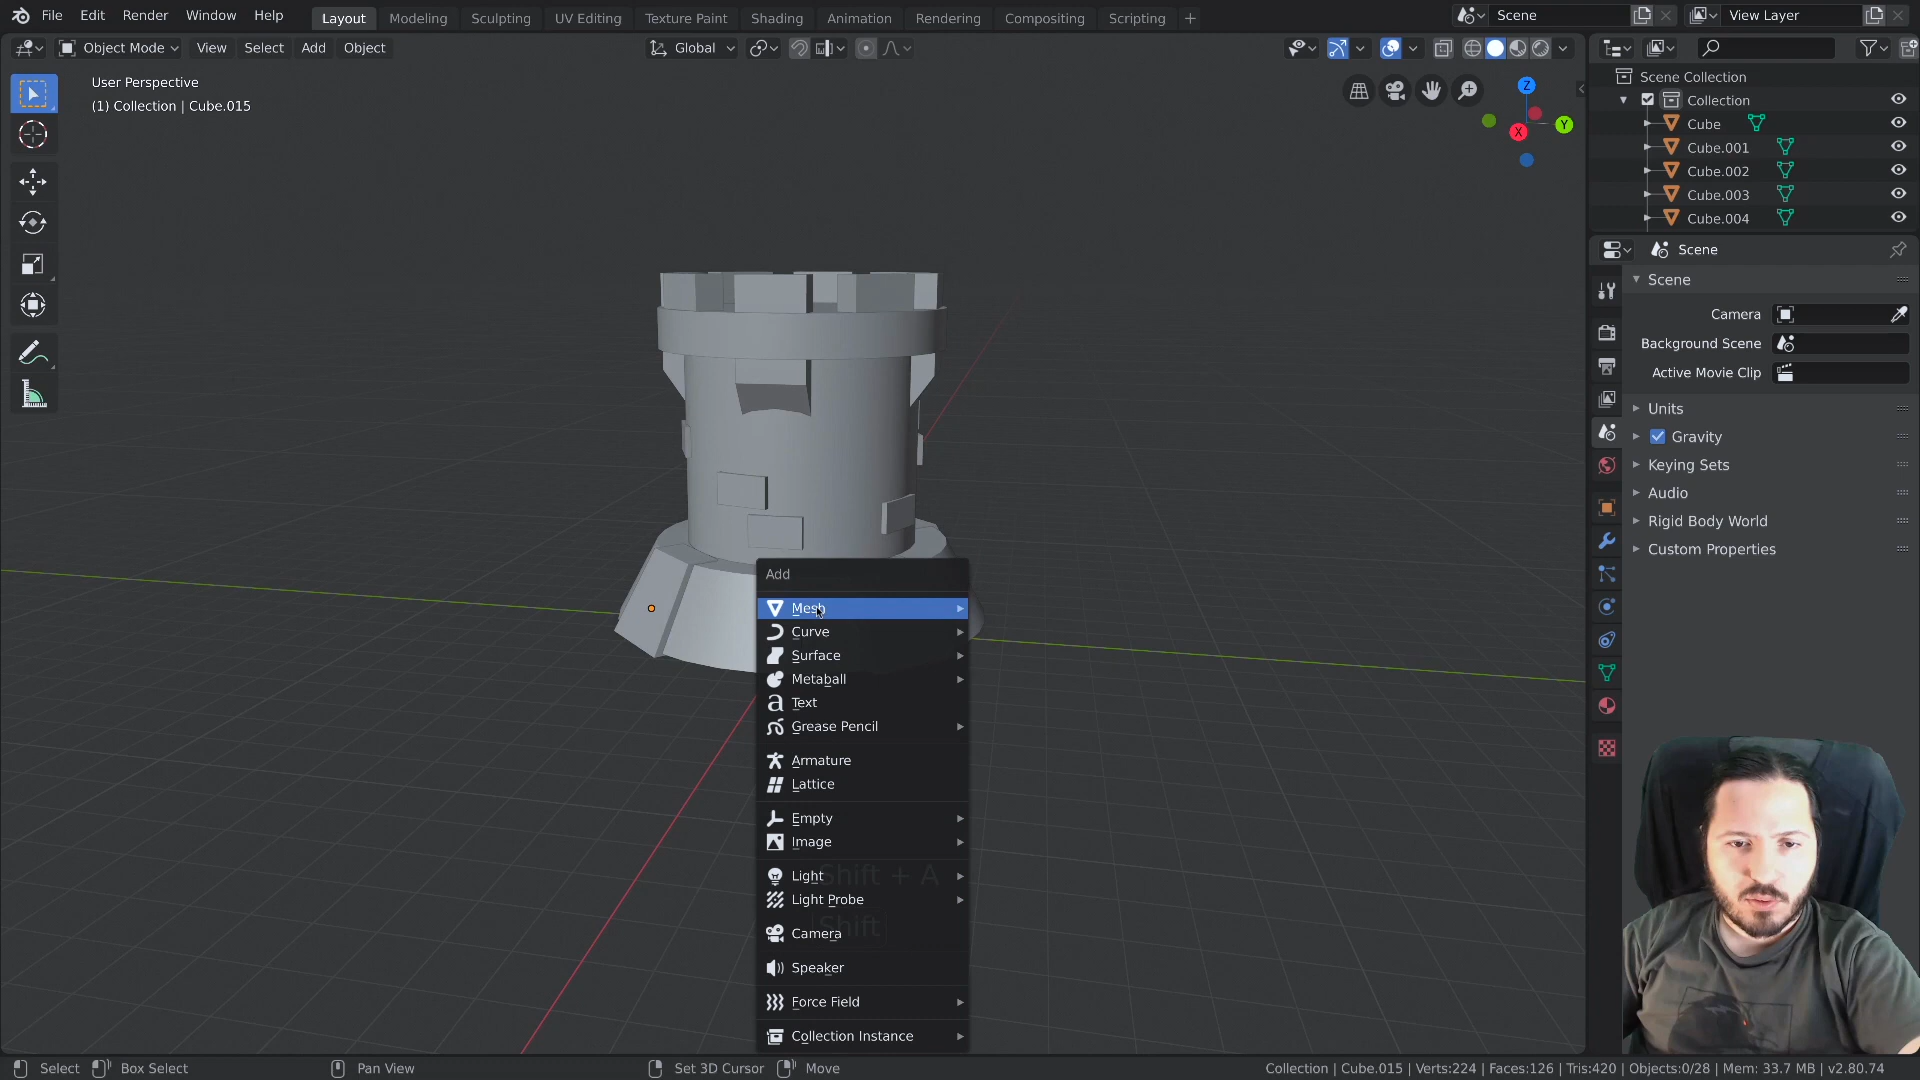 File Edit Render Window Help Layout Modeling Sculpting UV Editing Texture Paint Shading Animation Rendering Compositing Scripting + Scene View Layer
Object Mode View Select Add Object Global
User Perspective
(1) Collection | Cube.015
Z
Y
X
Scene Collection
Collection
Cube
Cube.001
Cube.002
Cube.003
Cube.004
Scene
Scene
Camera
Background Scene
Active Movie Clip
Units
Gravity
Keying Sets
Audio
Rigid Body World
Custom Properties
Add
Mesh
Curve
Surface
Metaball
Text
Grease Pencil
Armature
Lattice
Empty
Image
Light
Light Probe
Camera
Speaker
Force Field
Collection Instance
Shift + A
Shift
Select Box Select Pan View Set 3D Cursor Move Collection | Cube.015 | Verts:224 | Faces:126 | Tris:420 | Objects:0/28 | Mem: 33.7 MB | v2.80.74